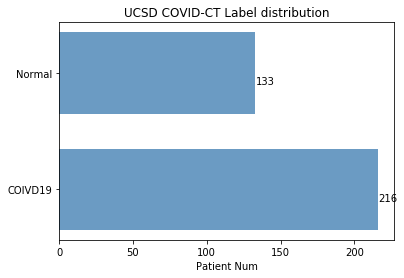 UCSD COVID-CT Label distribution
Normal
133
COIVD19
216
0
50
100
150
200
Patient Num